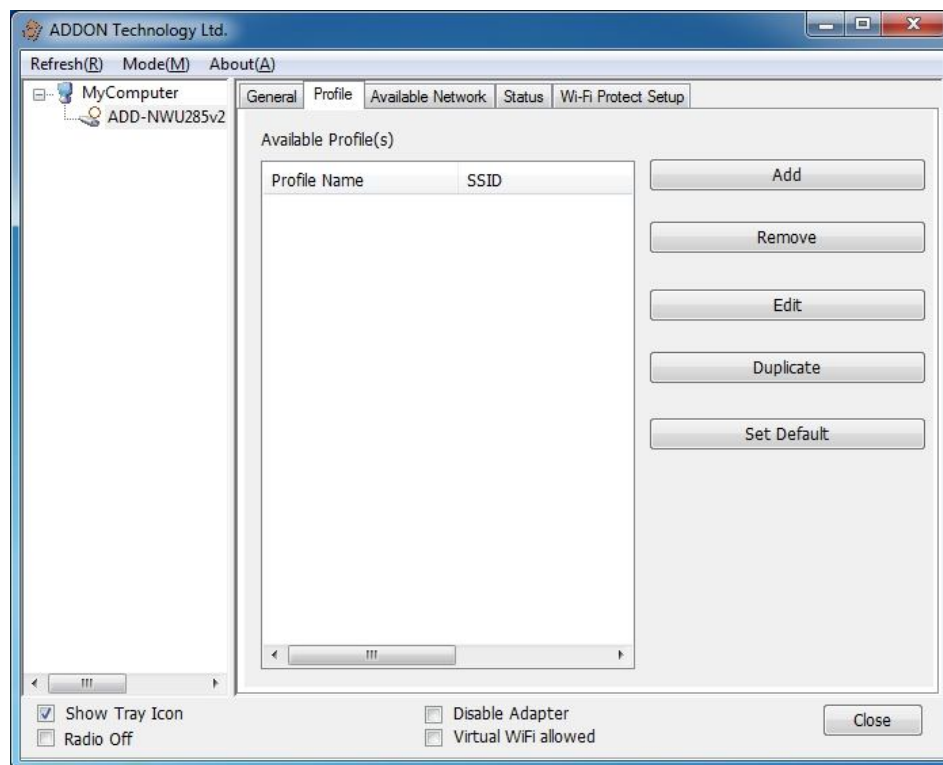 ADDON Technology Ltd.
Refresh(R) Mode(M) About(A)
MyComputer
ADD-NWU285v2
General Profile Available Network Status Wi-Fi Protect Setup
Available Profile(s)
Profile Name SSID
Add
Remove
Edit
Duplicate
Set Default
Show Tray Icon
Radio Off
Disable Adapter
Virtual WiFi allowed
Close